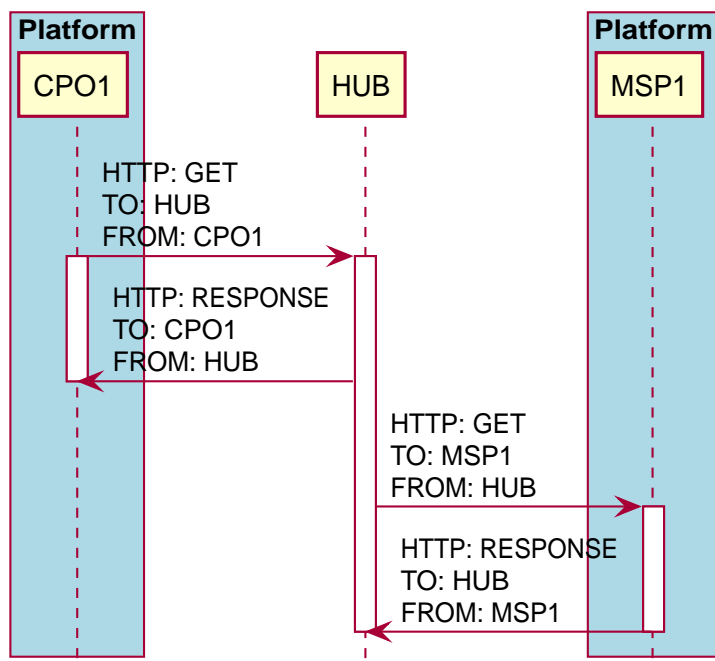 Platform
Platform
CPO1
HUB
MSP1
HTTP: GET
TO: HUB
FROM: CPO1
HTTP: RESPONSE
TO: CPO1
FROM: HUB
HTTP: GET
TO: MSP1
FROM: HUB
HTTP: RESPONSE
TO: HUB
FROM: MSP1